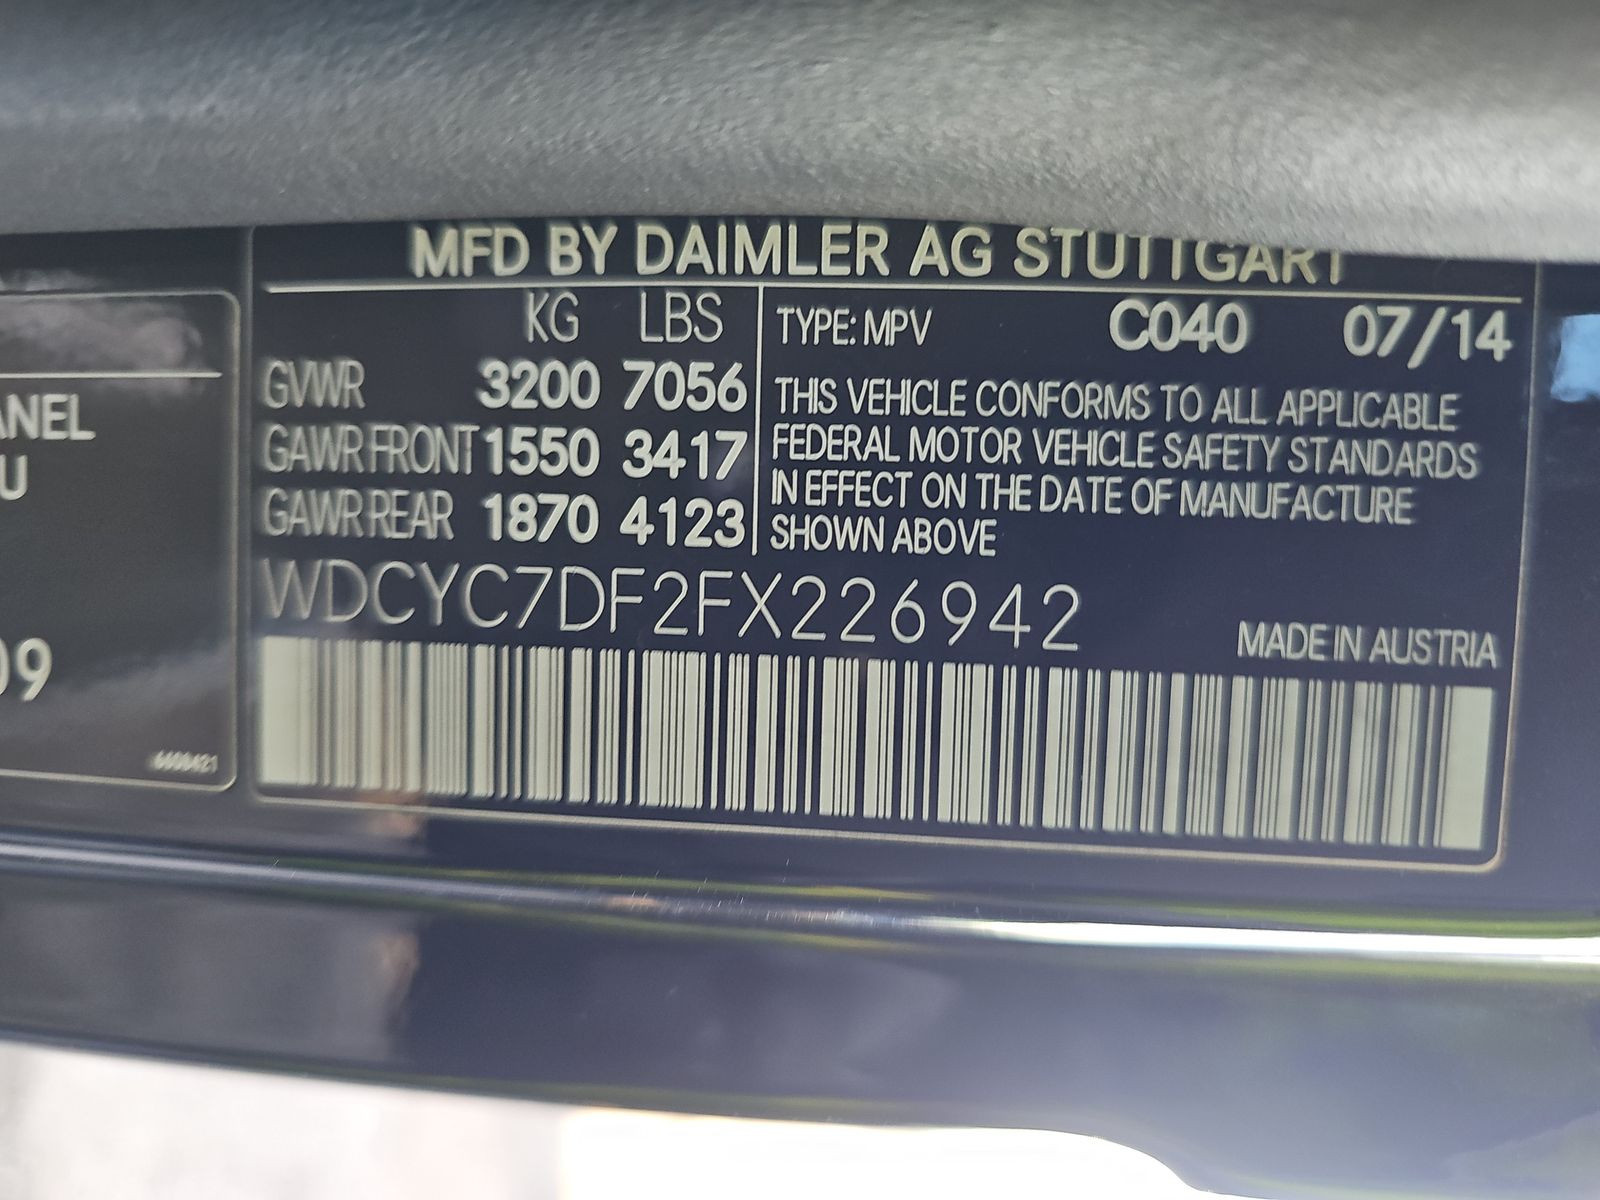 MFD BY DAIMLER AG STUTTGART
KG LBS
GVWR 3200 7056
GAWR FRONT 1550 3417
GAWR REAR 1870 4123
TYPE: MPV C040 07/14
THIS VEHICLE CONFORMS TO ALL APPLICABLE
FEDERAL MOTOR VEHICLE SAFETY STANDARDS
IN EFFECT ON THE DATE OF MANUFACTURE
SHOWN ABOVE
WDCYC7DF2FX226942
MADE IN AUSTRIA
ANEL
U
09